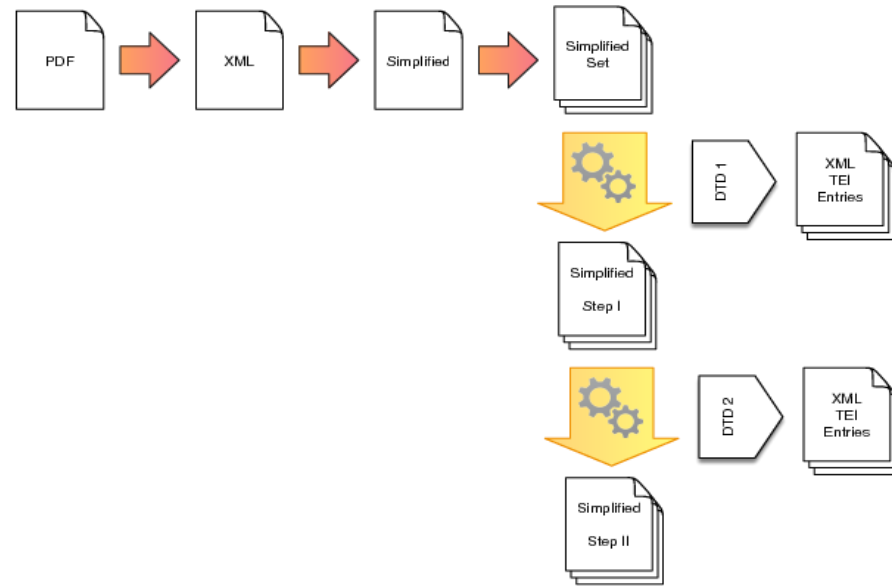 PDF
XML
Simplified
Simplified
Set
DTD 1
XML
TEI
Entries
Simplified
Step I
DTD 2
XML
TEI
Entries
Simplified
Step II